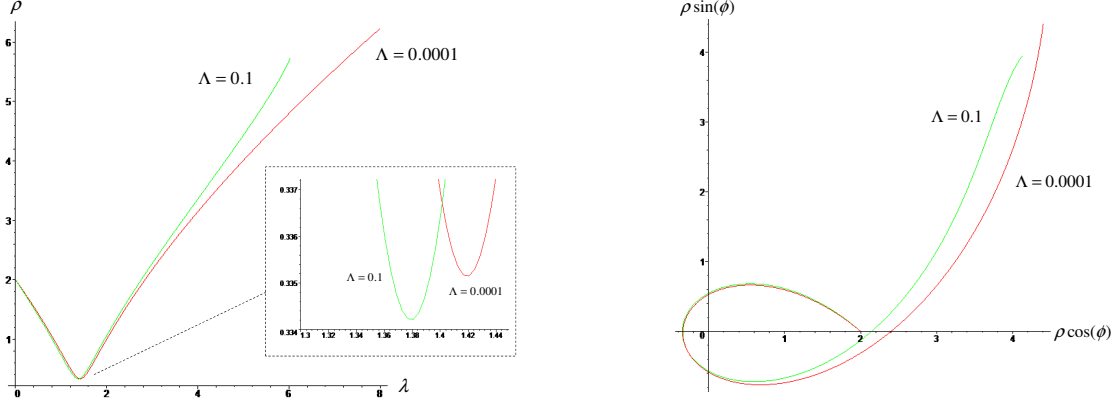 ρ
6
5
4
3
2
1
0 2 4 6 8 λ
Λ = 0.1
Λ = 0.0001
0.337
0.336
0.335
0.334
1.3 1.34 1.36 1.38 1.4 1.42 1.44
Λ = 0.1
Λ = 0.0001
ρ sin(ϕ)
4
3
2
1
0 1 2 3 4 ρ cos(ϕ)
Λ = 0.1
Λ = 0.0001